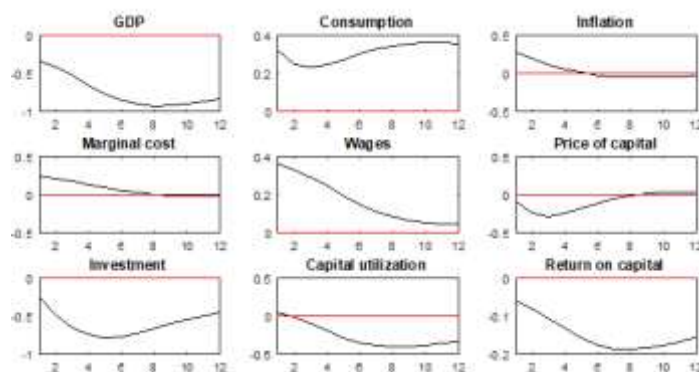 GDP
Consumption
Inflation
0
-0.5
-1
2 4 6 8 10 12
0.4
0.2
0
2 4 6 8 10 12
0.5
0
-0.5
2 4 6 8 10 12
Marginal cost
Wages
Price of capital
0.5
0
-0.5
2 4 6 8 10 12
0.4
0.2
0
2 4 6 8 10 12
0.5
0
-0.5
2 4 6 8 10 12
Investment
Capital utilization
Return on capital
0
-0.5
-1
2 4 6 8 10 12
0.5
0
-0.5
2 4 6 8 10 12
0
-0.1
-0.2
2 4 6 8 10 12